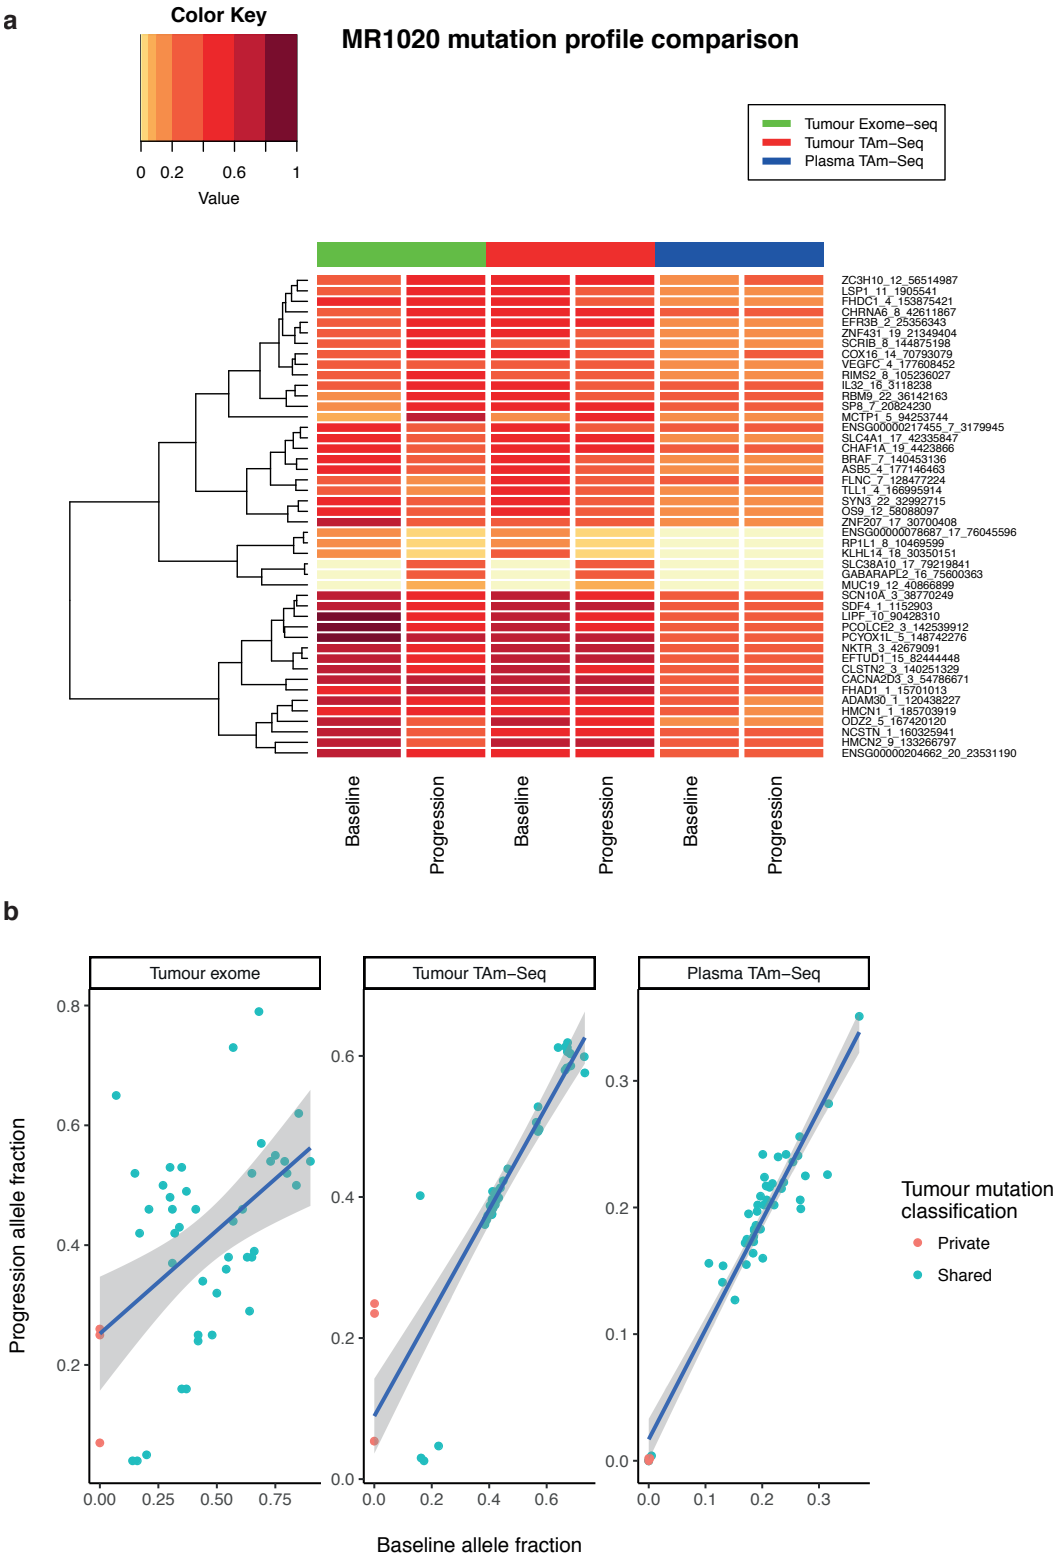 a
Color Key
MR1020 mutation profile comparison
0 0.2 0.6 1
Value
Tumour Exome-seq
Tumour TAm-Seq
Plasma TAm-Seq
ZC3H10_12_56514987
LSP1_11_1905541
FHDC1_4_153875421
CHRNA6_8_42611867
EFR3B_2_25356343
ZNF431_19_21349404
SCRIB_8_144875198
COX16_14_70793079
VEGFC_4_177608452
RIMS2_8_105236027
IL32_16_3118238
RBM9_22_36142163
SP8_7_20824230
MCTP1_5_94253744
ENSG00000217455_7_3179945
SLC4A1_17_42335847
CHAF1A_19_4423866
BRAF_7_140453136
ASB5_4_177146463
FLNC_7_128477224
TLL1_4_166995914
SYN3_22_32992715
OS9_12_58088097
ZNF207_17_30700408
ENSG00000078687_17_76045596
RP1L1_8_10469599
KLHL14_18_30350151
SLC38A10_17_79219841
GABARAPL2_16_75600363
MUC19_12_40866899
SCN10A_3_38770249
SDF4_1_1152903
LIPF_10_90428310
PCOLCE2_3_142539912
PCYOX1L_5_148742276
NKTR_3_42679091
EFTUD1_15_82444448
CLSTN2_3_140251329
CACNA2D3_3_54786671
FHAD1_1_15701013
ADAM30_1_120438227
HMCN1_1_185703919
ODZ2_5_167420120
NCSTN_1_160325941
HMCN2_9_133266797
ENSG00000204662_20_23531190
Baseline
Progression
Baseline
Progression
Baseline
Progression
b
Tumour exome
Tumour TAm-Seq
Plasma TAm-Seq
Progression allele fraction
0.8
0.6
0.4
0.2
0.00 0.25 0.50 0.75
0.6
0.4
0.2
0.0
0.0 0.2 0.4 0.6
0.3
0.2
0.1
0.0
0.0 0.1 0.2 0.3
Baseline allele fraction
Tumour mutation
classification
Private
Shared